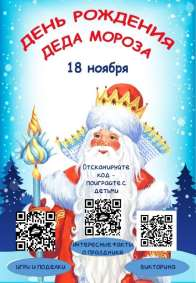 ДЕНЬ РОЖДЕНИЯ
ДЕДА МОРОЗА
18 ноября
Отсканируйте
код -
поиграйте с
детьми
ИГРЫ И ПОДЕЛКИ
ИНТЕРЕСНЫЕ ФАКТЫ
О ПРАЗДНИКЕ
ВИКТОРИНА